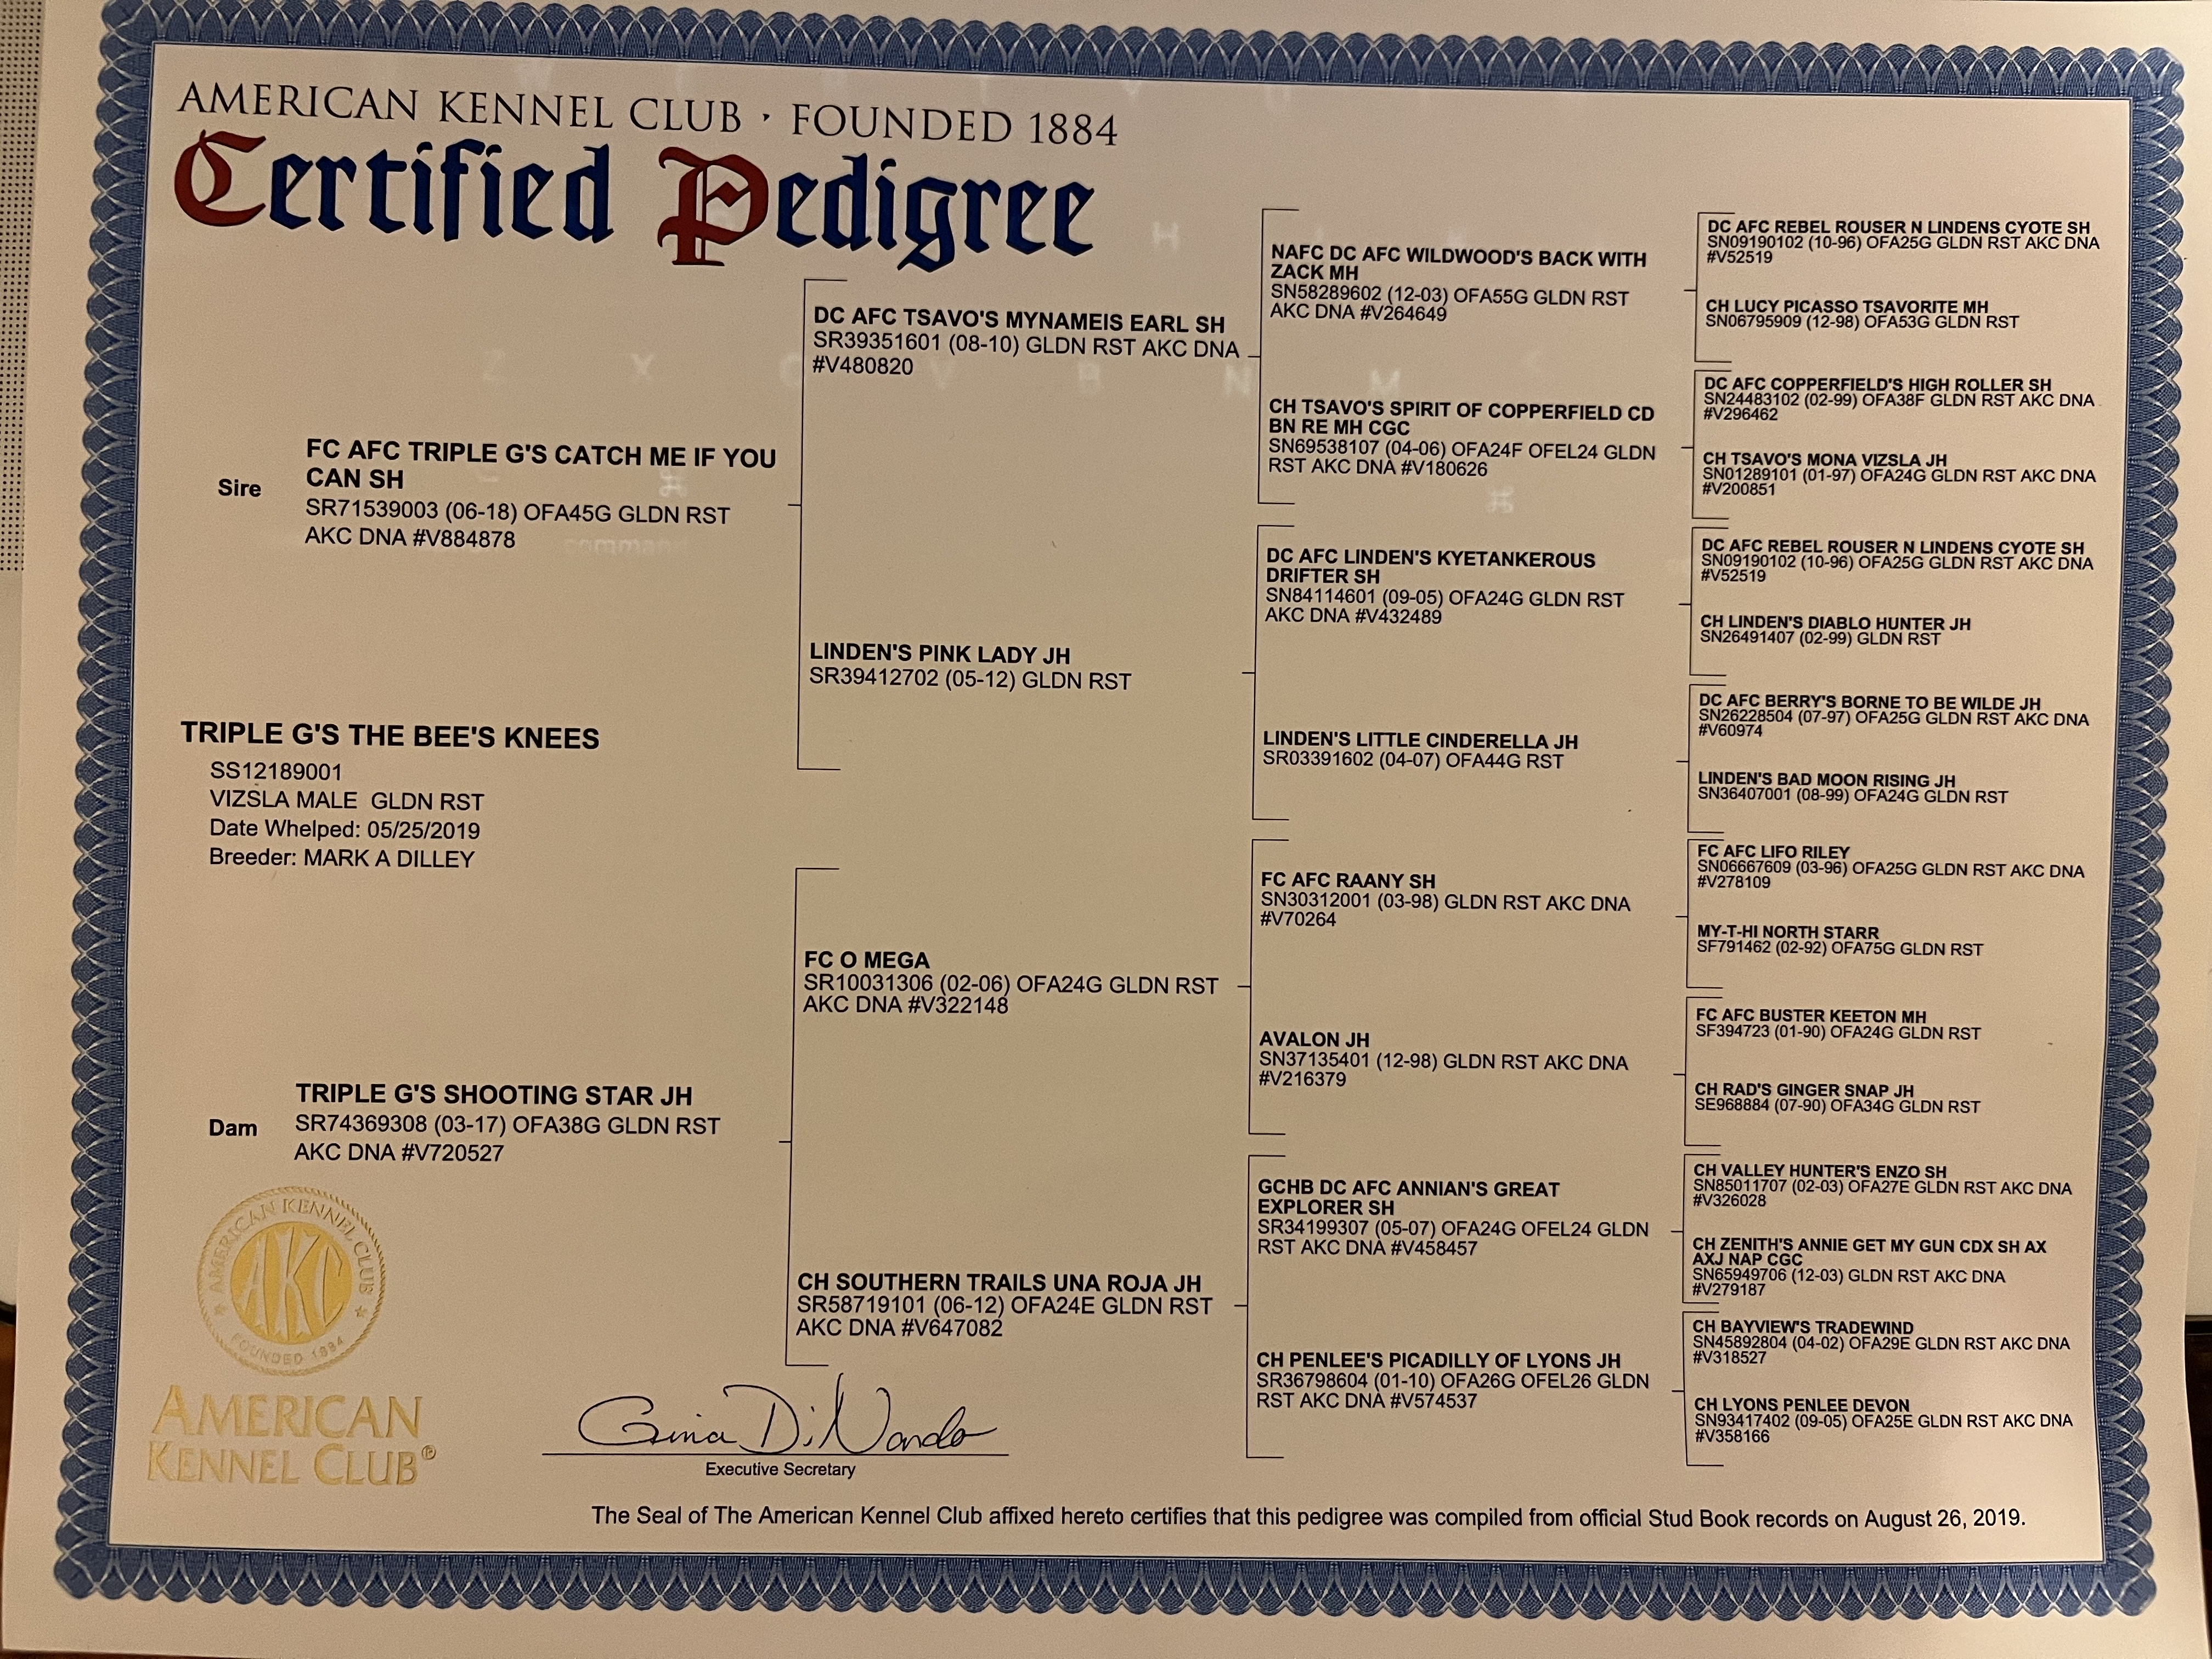 AMERICAN KENNEL CLUB · FOUNDED 1884
Certified Pedigree
Sire
FC AFC TRIPLE G'S CATCH ME IF YOU
CAN SH
SR71539003 (06-18) OFA45G GLDN RST
AKC DNA #V884878
TRIPLE G'S THE BEE'S KNEES
SS12189001
VIZSLA MALE GLDN RST
Date Whelped: 05/25/2019
Breeder: MARK A DILLEY
Dam
TRIPLE G'S SHOOTING STAR JH
SR74369308 (03-17) OFA38G GLDN RST
AKC DNA #V720527
DC AFC TSAVO'S MYNAMEIS EARL SH
SR39351601 (08-10) GLDN RST AKC DNA
#V480820
LINDEN'S PINK LADY JH
SR39412702 (05-12) GLDN RST
FC O MEGA
SR10031306 (02-06) OFA24G GLDN RST
AKC DNA #V322148
CH SOUTHERN TRAILS UNA ROJA JH
SR58719101 (06-12) OFA24E GLDN RST
AKC DNA #V647082
NAFC DC AFC WILDWOOD'S BACK WITH
ZACK MH
SN58289602 (12-03) OFA55G GLDN RST
AKC DNA #V264649
CH TSAVO'S SPIRIT OF COPPERFIELD CD
BN RE MH CGC
SN69538107 (04-06) OFA24F OFEL24 GLDN
RST AKC DNA #V180626
DC AFC LINDEN'S KYETANKEROUS
DRIFTER SH
SN84114601 (09-05) OFA24G GLDN RST
AKC DNA #V432489
LINDEN'S LITTLE CINDERELLA JH
SR03391602 (04-07) OFA44G RST
FC AFC RAANY SH
SN30312001 (03-98) GLDN RST AKC DNA
#V70264
AVALON JH
SN37135401 (12-98) GLDN RST AKC DNA
#V216379
GCHB DC AFC ANNIAN'S GREAT
EXPLORER SH
SR34199307 (05-07) OFA24G OFEL24 GLDN
RST AKC DNA #V458457
CH PENLEE'S PICADILLY OF LYONS JH
SR36798604 (01-10) OFA26G OFEL26 GLDN
RST AKC DNA #V574537
DC AFC REBEL ROUSER N LINDENS CYOTE SH
SN09190102 (10-96) OFA25G GLDN RST AKC DNA
#V52519
CH LUCY PICASSO TSAVORITE MH
SN06795909 (12-98) OFA53G GLDN RST
DC AFC COPPERFIELD'S HIGH ROLLER SH
SN24483102 (02-99) OFA38F GLDN RST AKC DNA
#V296462
CH TSAVO'S MONA VIZSLA JH
SN01289101 (01-97) OFA24G GLDN RST AKC DNA
#V200851
DC AFC REBEL ROUSER N LINDENS CYOTE SH
SN09190102 (10-96) OFA25G GLDN RST AKC DNA
#V52519
CH LINDEN'S DIABLO HUNTER JH
SN26491407 (02-99) GLDN RST
DC AFC BERRY'S BORNE TO BE WILDE JH
SN26228504 (07-97) OFA25G GLDN RST AKC DNA
#V60974
LINDEN'S BAD MOON RISING JH
SN36407001 (08-99) OFA24G GLDN RST
FC AFC LIFO RILEY
SN06667609 (03-96) OFA25G GLDN RST AKC DNA
#V278109
MY-T-HI NORTH STARR
SF791462 (02-92) OFA75G GLDN RST
FC AFC BUSTER KEETON MH
SF394723 (01-90) OFA24G GLDN RST
CH RAD'S GINGER SNAP JH
SE968884 (07-90) OFA34G GLDN RST
CH VALLEY HUNTER'S ENZO SH
SN85011707 (02-03) OFA27E GLDN RST AKC DNA
#V326028
CH ZENITH'S ANNIE GET MY GUN CDX SH AX
AXJ NAP CGC
SN65949706 (12-03) GLDN RST AKC DNA
#V279187
CH BAYVIEW'S TRADEWIND
SN45892804 (04-02) OFA29E GLDN RST AKC DNA
#V318527
CH LYONS PENLEE DEVON
SN93417402 (09-05) OFA25E GLDN RST AKC DNA
#V358166
AMERICAN KENNEL CLUB
AKC
FOUNDED 1884
AMERICAN
KENNEL CLUB®
Gina DiNardo
Executive Secretary
The Seal of The American Kennel Club affixed hereto certifies that this pedigree was compiled from official Stud Book records on August 26, 2019.